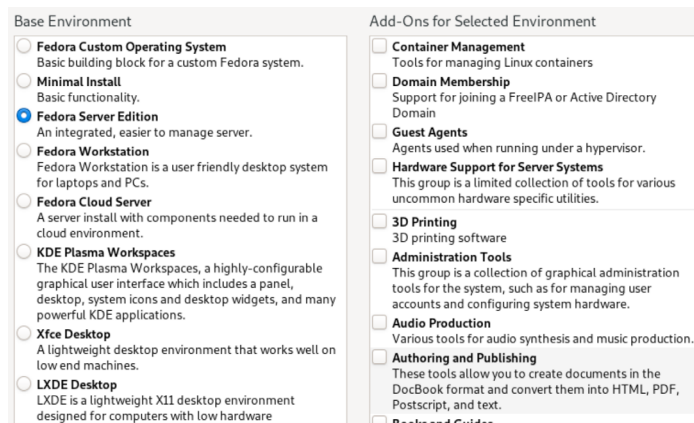 Base Environment
Fedora Custom Operating System
Basic building block for a custom Fedora system.
Minimal Install
Basic functionality.
Fedora Server Edition
An integrated, easier to manage server.
Fedora Workstation
Fedora Workstation is a user friendly desktop system
for laptops and PCs.
Fedora Cloud Server
A server install with components needed to run in a
cloud environment.
KDE Plasma Workspaces
The KDE Plasma Workspaces, a highly-configurable
graphical user interface which includes a panel,
desktop, system icons and desktop widgets, and many
powerful KDE applications.
Xfce Desktop
A lightweight desktop environment that works well on
low end machines.
LXDE Desktop
LXDE is a lightweight X11 desktop environment
designed for computers with low hardware
Add-Ons for Selected Environment
Container Management
Tools for managing Linux containers
Domain Membership
Support for joining a FreeIPA or Active Directory
Domain
Guest Agents
Agents used when running under a hypervisor.
Hardware Support for Server Systems
This group is a limited collection of tools for various
uncommon hardware specific utilities.
3D Printing
3D printing software
Administration Tools
This group is a collection of graphical administration
tools for the system, such as for managing user
accounts and configuring system hardware.
Audio Production
Various tools for audio synthesis and music production.
Authoring and Publishing
These tools allow you to create documents in the
DocBook format and convert them into HTML, PDF,
Postscript, and text.
Books and Guides